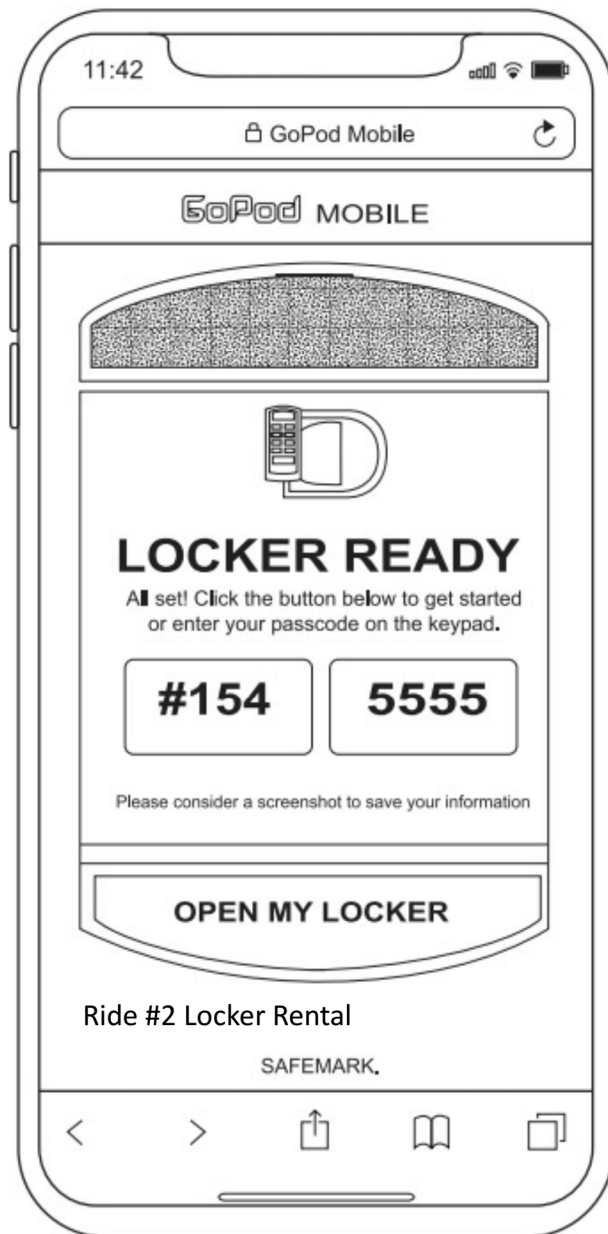 11:42
GoPod Mobile
GoPod MOBILE
LOCKER READY
All set! Click the button below to get started
or enter your passcode on the keypad.
#154 5555
Please consider a screenshot to save your information
OPEN MY LOCKER
Ride #2 Locker Rental
SAFEMARK.